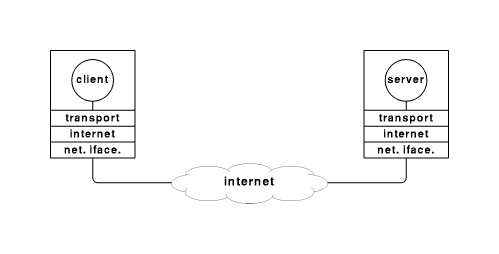 client
transport
internet
net. iface.
server
transport
internet
net. iface.
internet